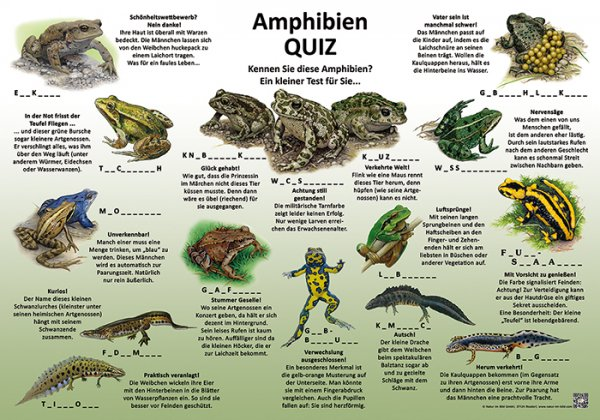 Amphibien
QUIZ
Kennen Sie diese Amphibien?
Ein kleiner Test für Sie...
Schönheitswettbewerb?
Nein danke!
Ihre Haut ist überall mit Warzen
bedeckt. Die Männchen lassen sich
von den Weibchen huckepack zu
einem Laichort tragen.
Was für ein faules Leben...
E _ _ K _ _ _ _
Vater sein ist
manchmal schwer!
Das Männchen passt auf
die Kinder auf, indem es die
Laichschnüre an seinen
Beinen trägt. Wollen die
Kaulquappen heraus, hält es
die Hinterbeine ins Wasser.
G _ B _ _ _ _ H _ L _ _ K _ _ _
In der Not frisst der
Teufel Fliegen ...
... und dieser grüne Bursche
sogar kleinere Artgenossen.
Er verschlingt alles, was ihm
über den Weg läuft (unter
anderem Würmer, Eidechsen
oder Wasserwanzen).
T _ _ C _ _ _ _ _ H
KN _ B _ _ _ _ K _ _ _
Glück gehabt!
Wie gut, dass die Prinzessin
im Märchen nicht dieses Tier
küssen musste. Denn dann
wäre es übel (riechend) für
sie ausgegangen.
W _ C _ S _ _ _ _ _
Achtung still
gestanden!
Die militärische Tarnfarbe
zeigt leider keinen Erfolg.
Nur wenige Larven errei-
chen das Erwachsenenalter.
K _ _ UZ _ _ _ _
Verkehrte Welt!
Flink wie eine Maus rennt
dieses Tier herum, denn
hüpfen (wie seine Artge-
nossen) kann es nicht.
W _ SS _ _ _ _ _ _ _
Nervensäge
Was dem einen von uns
Menschen gefällt,
ist dem anderen eher lästig.
Durch sein lautstarkes Rufen
nach dem anderen Geschlecht
kann es schonmal Streit
zwischen Nachbarn geben.
M _ O _ _ _ _ _ _
Unverkennbar!
Manch einer muss eine
Menge trinken, um „blau“ zu
werden. Dieses Männchen
wird es automatisch zur
Paarungszeit. Natürlich
nur rein äußerlich.
G _ A _ F _ _ _ _ _
Stummer Geselle!
Wo seine Artgenossen ein
Konzert geben, da hält er sich
dezent im Hintergrund.
Sein leises Rufen ist kaum
zu hören. Auffälliger sind da
die kleinen Höcker, die er
zur Laichzeit bekommt.
L _ _ B _ _ _ _ _ _
Luftsprünge!
Mit seinen langen
Sprungbeinen und den
Haftscheiben an den
Finger- und Zehen-
enden hält er sich am
liebsten in Büschen oder
anderer Vegetation auf.
F _ U _ _ _
S _ _ A _ A _ _ _ _
Mit Vorsicht zu genießen!
Die Farbe signalisiert Feinden:
Achtung! Zur Verteidigung kann
er aus der Hautdrüse ein giftiges
Sekret ausscheiden.
Eine Besonderheit: Der kleine
„Teufel“ ist lebendgebärend.
Kurios!
Der Name dieses kleinen
Schwanzlurches (kleinster unter
seinen heimischen Artgenossen)
hängt mit seinem
Schwanzende
zusammen.
F _ D _ _ M _ _ _ _
T _ I _ _ O _ _ _
Praktisch veranlagt!
Die Weibchen wickeln ihre Eier
mit den Hinterbeinen in die Blätter
von Wasserpflanzen ein. So sind sie
besser vor Feinden geschützt.
G _ _ B -
B _ _ U _ _ _
Verwechslung
ausgeschlossen!
Ein besonderes Merkmal ist
die gelb-orange Musterung auf
der Unterseite. Man könnte
sie mit einem Fingerabdruck
vergleichen. Auch die Pupillen
fallen auf: Sie sind herzförmig.
K _ M _ _ _ _ _ _ _
Autsch!
Der kleine Drache
gibt dem Weibchen
beim spektakulären
Balztanz sogar ab
und zu gezielte
Schläge mit dem
Schwanz.
B _ _ G _ _ _ _ _ _
Herum verkehrt!
Die Kaulquappen bekommen (im Gegensatz
zu ihren Artgenossen) erst vorne ihre Arme
und dann hinten die Beine. Zur Paarung hat
das Männchen eine prachtvolle Hautleiste.